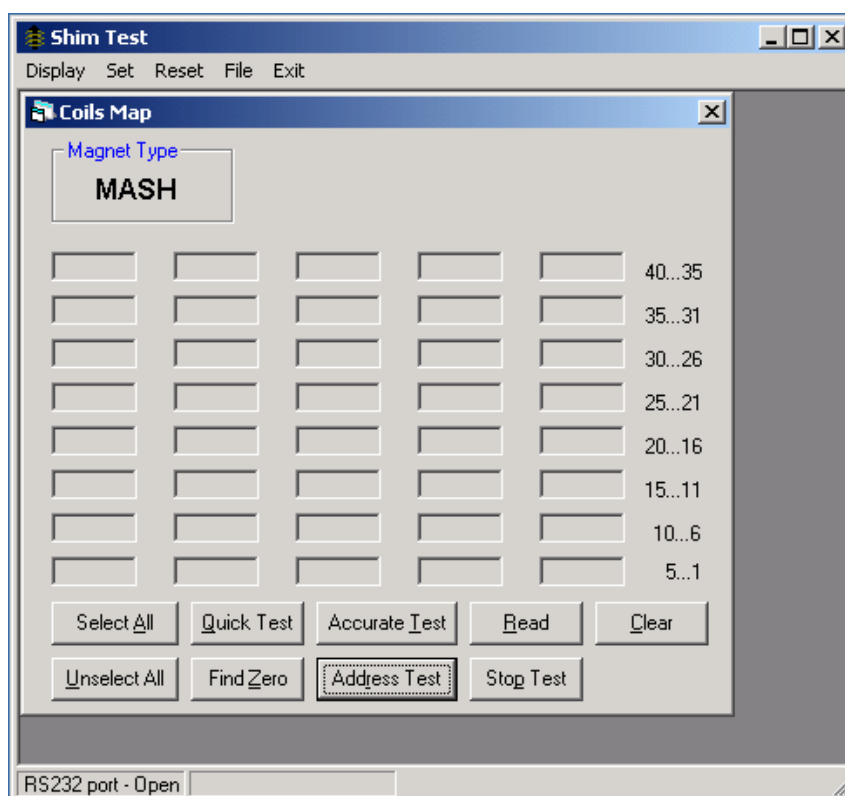 Shim Test
Display Set Reset File Exit
Coils Map
Magnet Type
MASH
40...35
35...31
30...26
25...21
20...16
15...11
10...6
5...1
Select All Quick Test Accurate Test Read Clear
Unselect All Find Zero Address Test Stop Test
RS232 port - Open